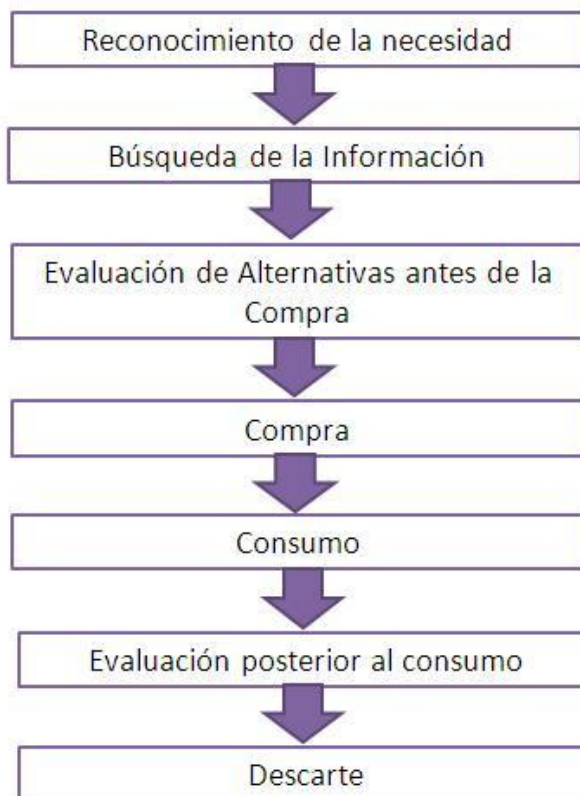 Reconocimiento de la necesidad
Búsqueda de la Información
Evaluación de Alternativas antes de la
Compra
Compra
Consumo
Evaluación posterior al consumo
Descarte